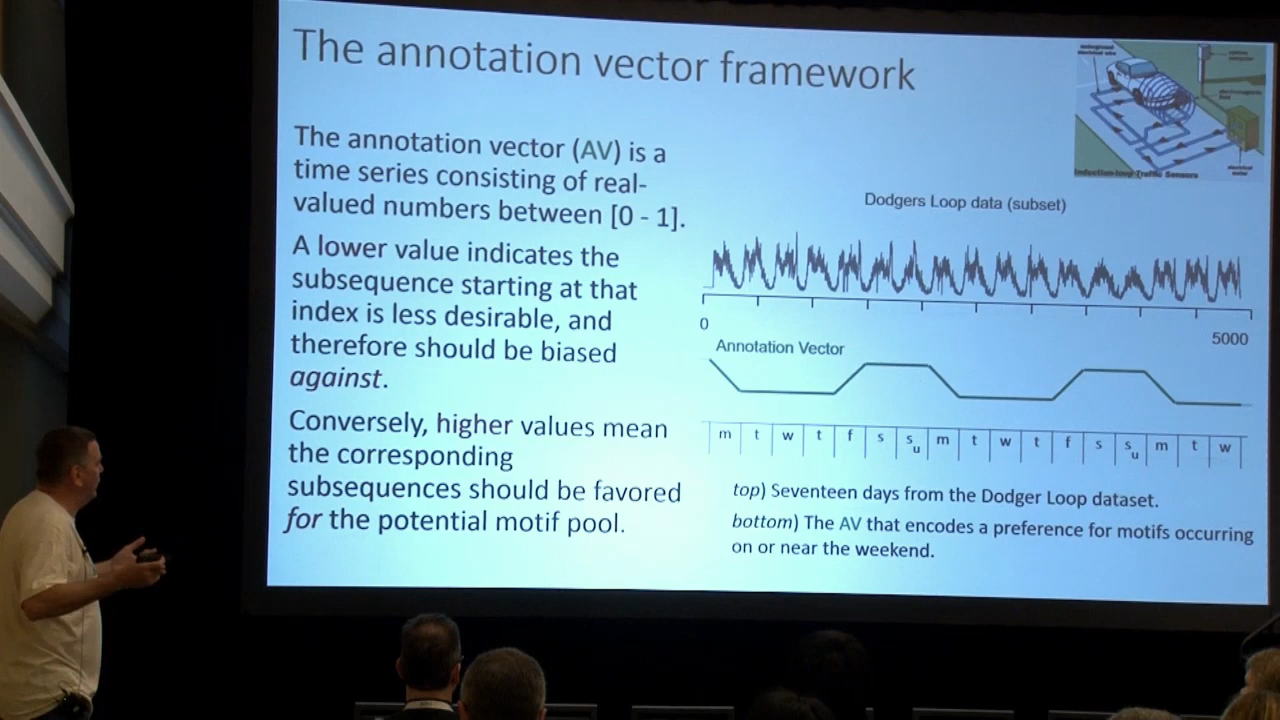 The annotation vector framework
The annotation vector (AV) is a
time series consisting of real-
valued numbers between [0 - 1].
A lower value indicates the
subsequence starting at that
index is less desirable, and
therefore should be biased
against.
Conversely, higher values mean
the corresponding
subsequences should be favored
for the potential motif pool.
Induction-loop Traffic Sensors
Dodgers Loop data (subset)
0
5000
Annotation Vector
m t w t f s su m t w t f s su m t w
top) Seventeen days from the Dodger Loop dataset.
bottom) The AV that encodes a preference for motifs occurring
on or near the weekend.